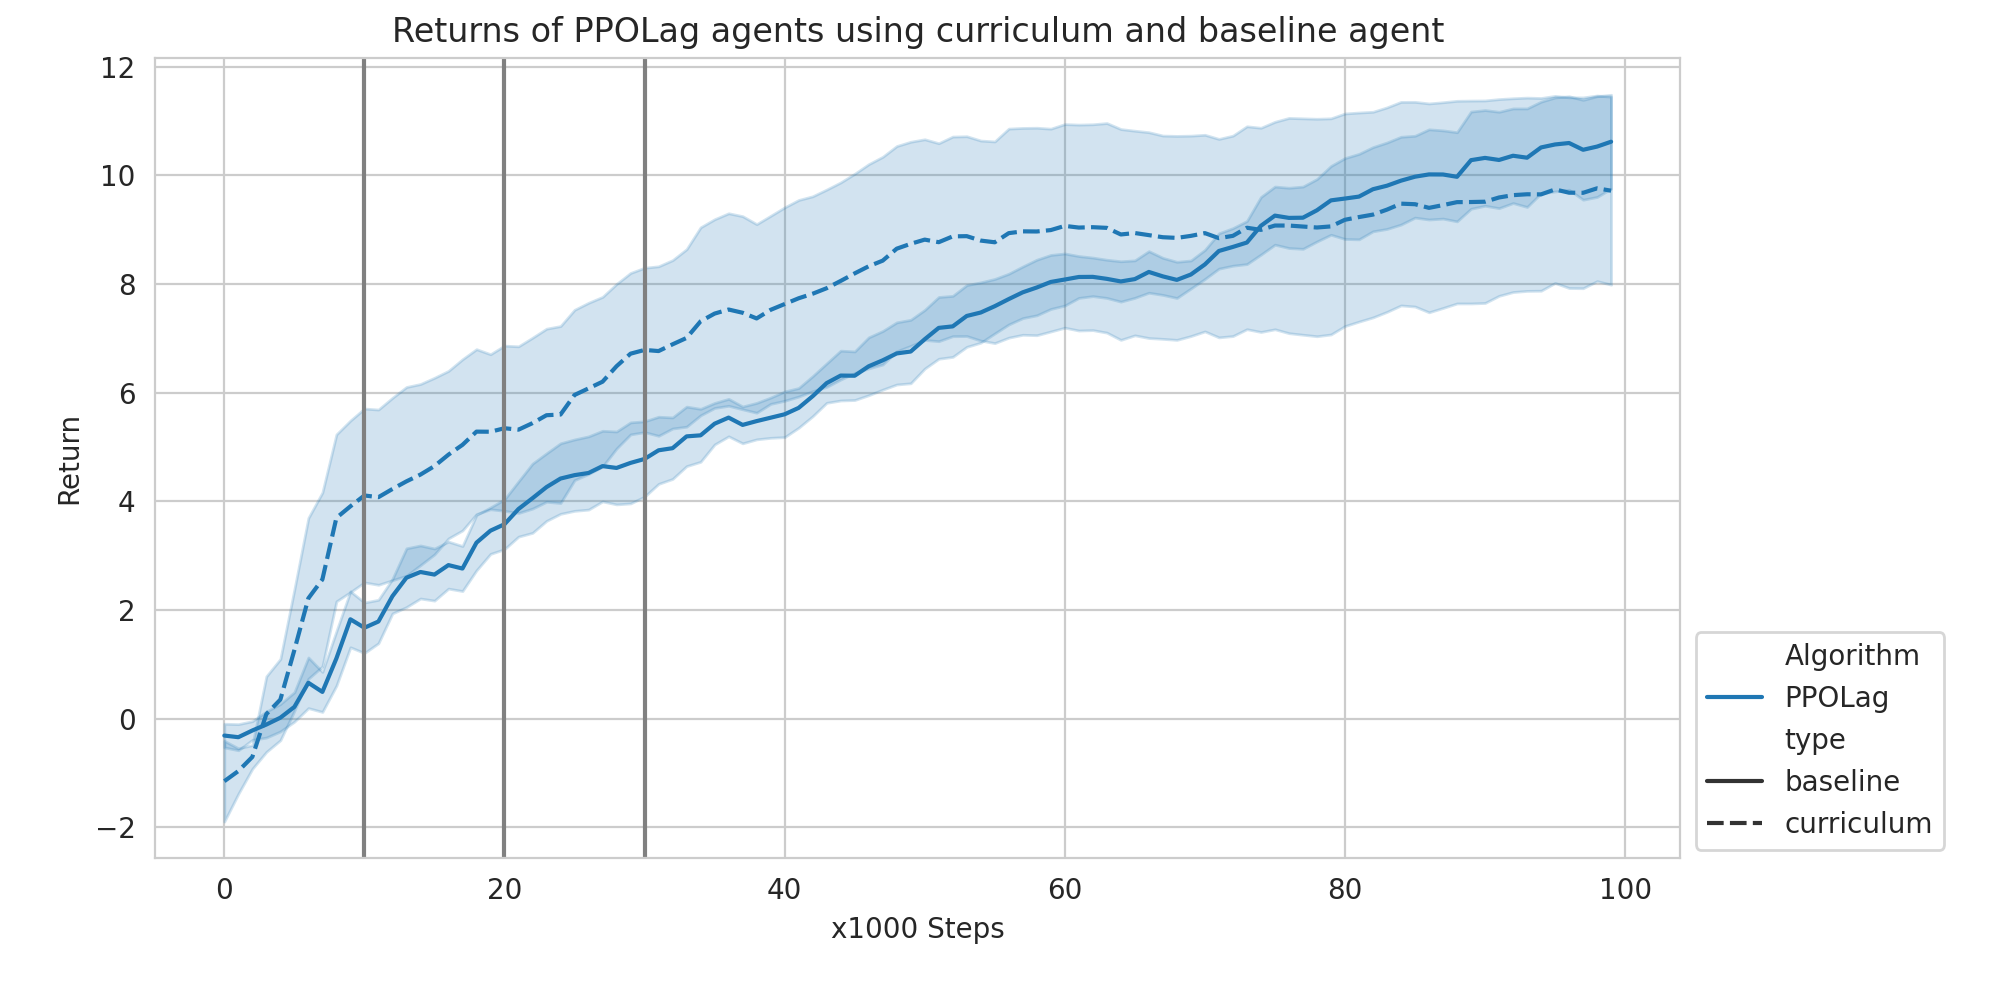 Returns of PPOLag agents using curriculum and baseline agent
12
10
8
6
4
2
0
−2
Return
0 20 40 60 80 100
x1000 Steps
Algorithm
PPOLag
type
baseline
curriculum